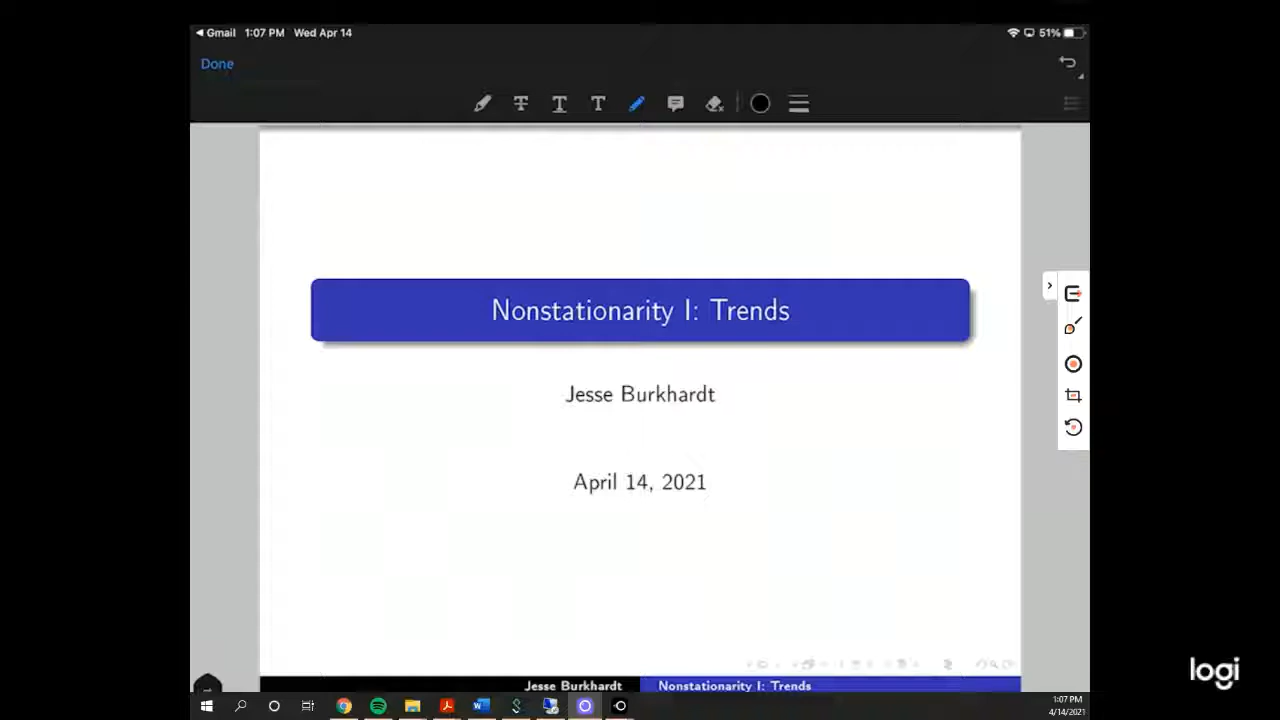 Gmail 1:07 PM Wed Apr 14
51%
Done
T T T
Nonstationarity I: Trends
Jesse Burkhardt
April 14, 2021
logi
Jesse Burkhardt Nonstationarity I: Trends
1:07 PM
4/14/2021